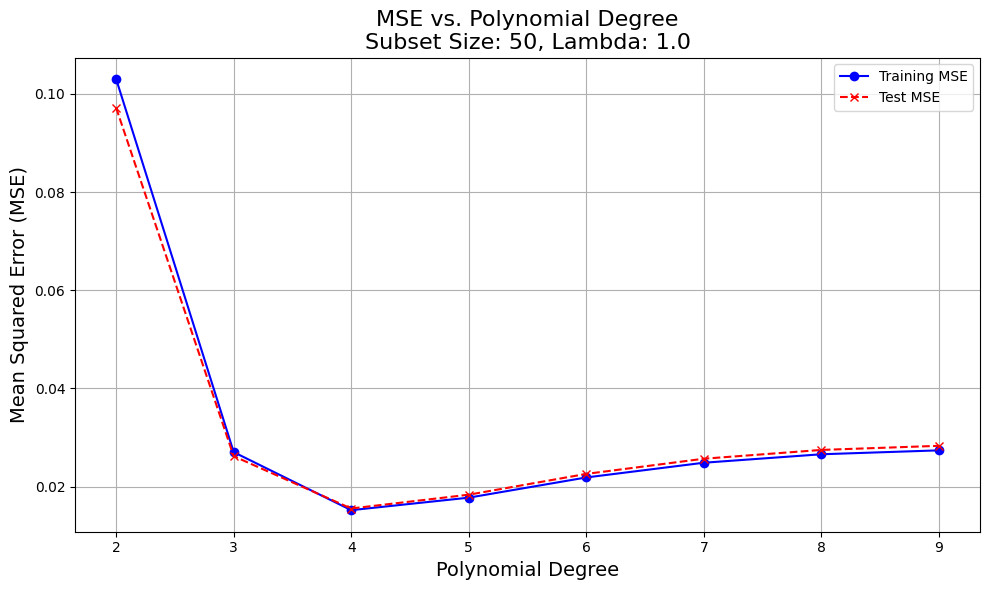 MSE vs. Polynomial Degree
Subset Size: 50, Lambda: 1.0
Training MSE
Test MSE
Mean Squared Error (MSE)
0.10
0.08
0.06
0.04
0.02
2 3 4 5 6 7 8 9
Polynomial Degree